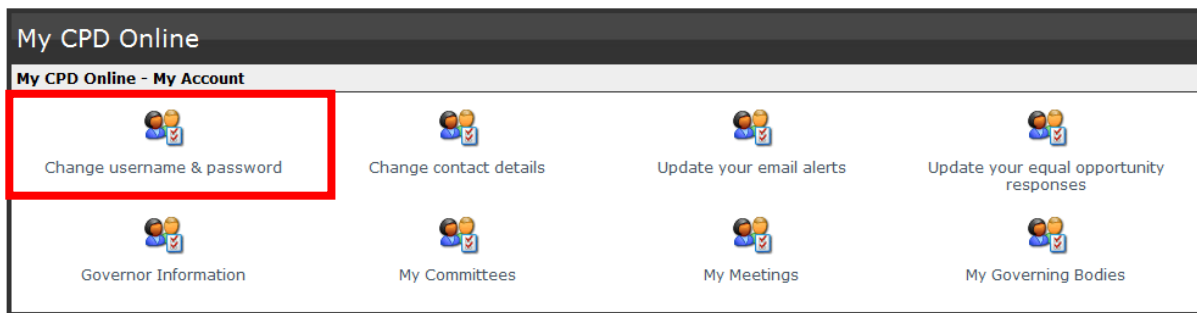 My CPD Online
My CPD Online - My Account
Change username & password
Change contact details
Update your email alerts
Update your equal opportunity
responses
Governor Information
My Committees
My Meetings
My Governing Bodies